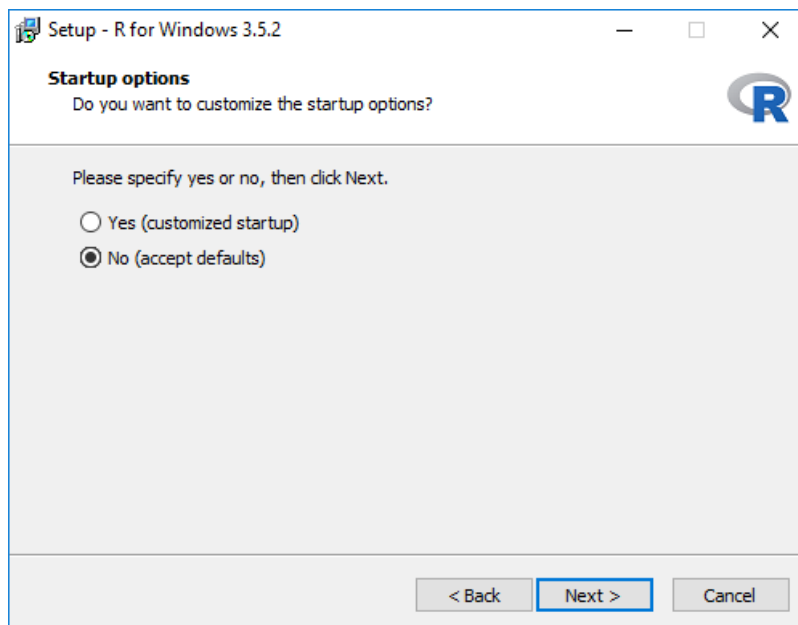 Setup - R for Windows 3.5.2
Startup options
Do you want to customize the startup options?
R
Please specify yes or no, then click Next.
Yes (customized startup)
No (accept defaults)
< Back
Next >
Cancel